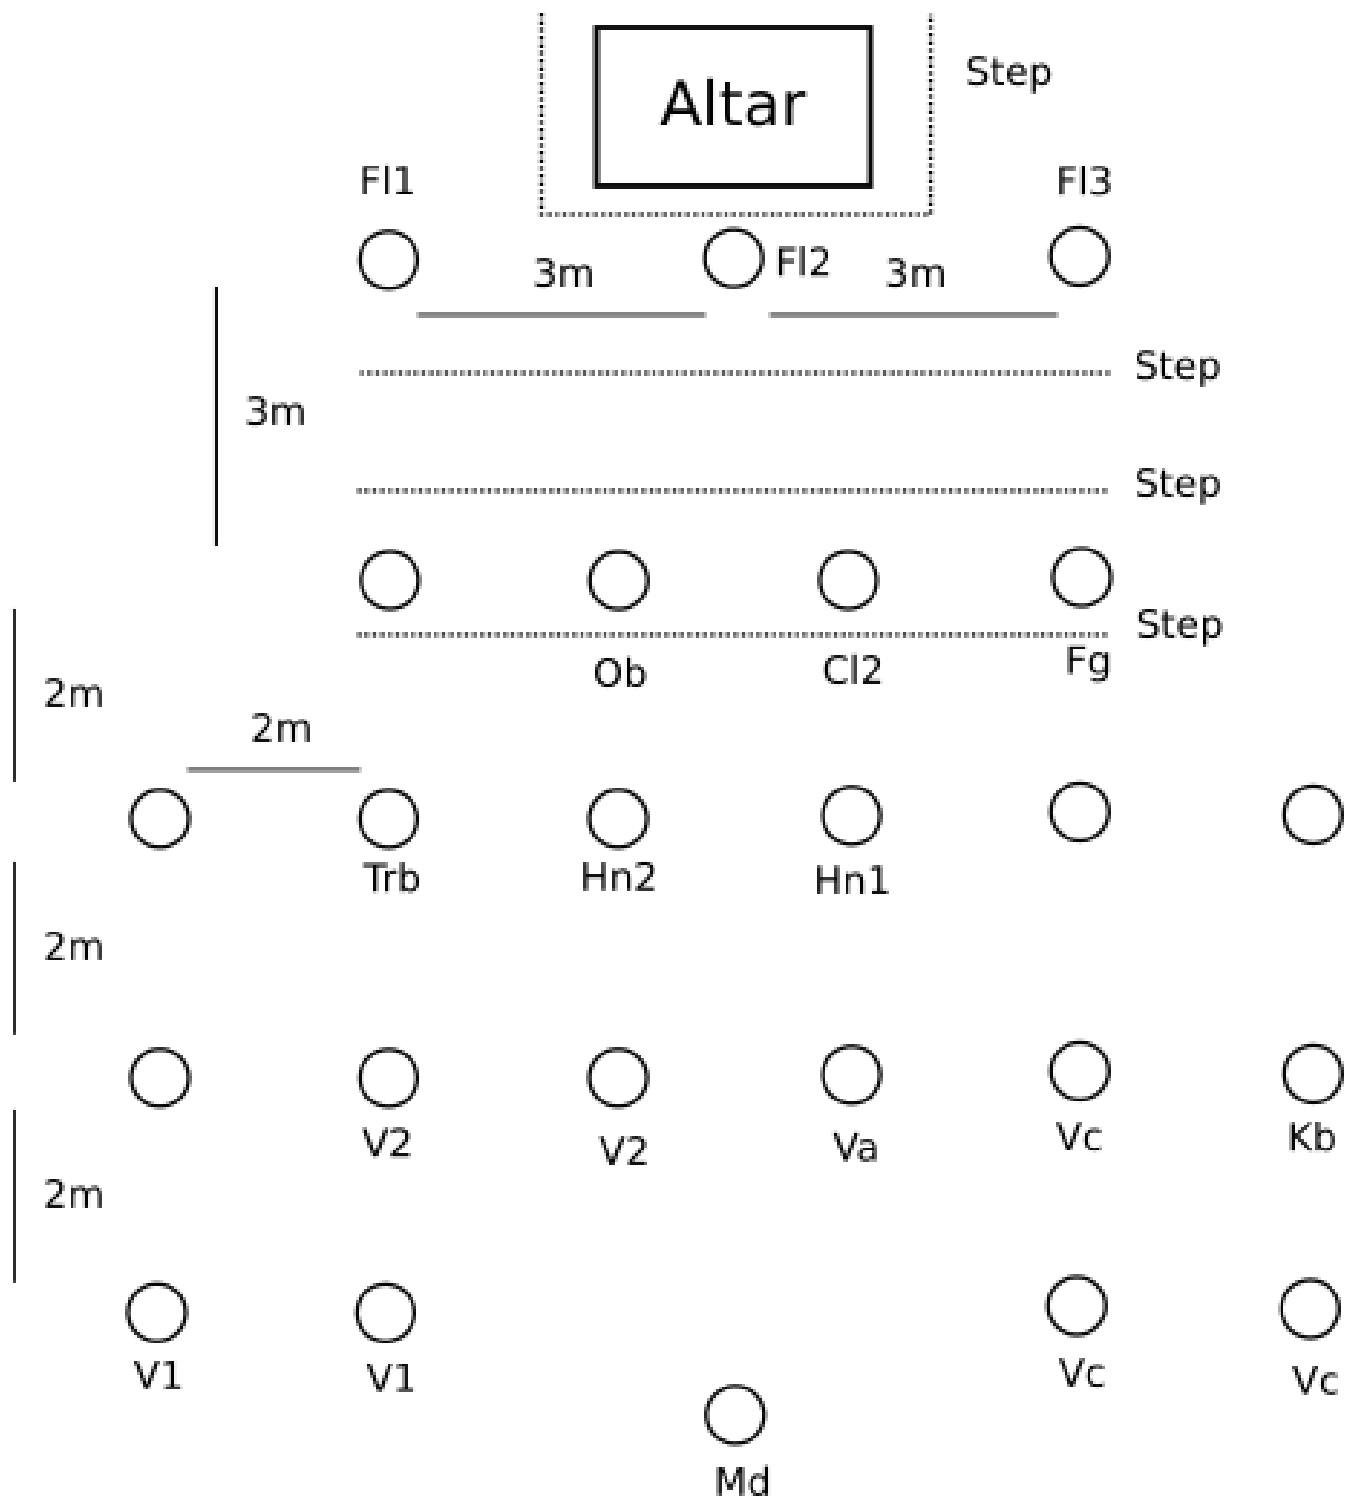 Altar
Step
Fl1
Fl3
Fl2
3m
3m
Step
3m
Step
Step
Ob
Cl2
Fg
2m
2m
Trb
Hn2
Hn1
2m
V2
V2
Va
Vc
Kb
2m
V1
V1
Vc
Vc
Md